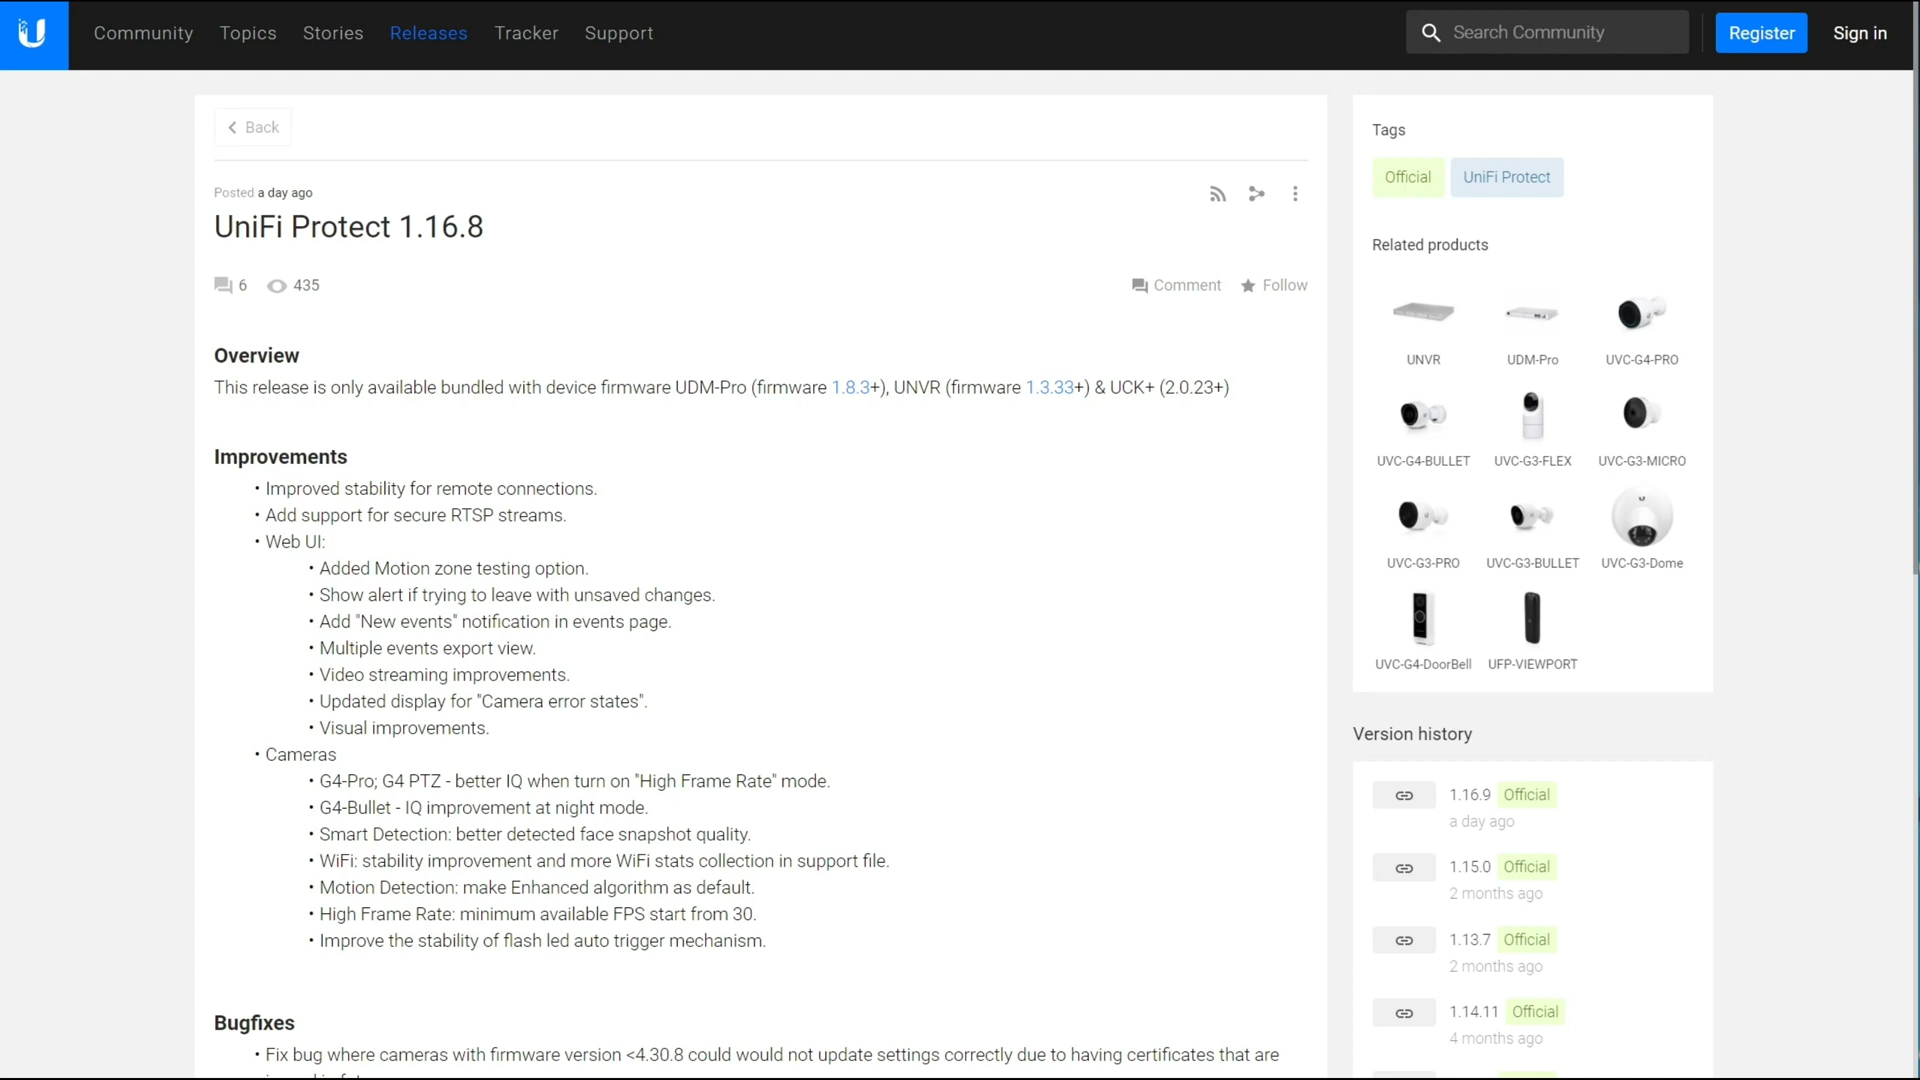 Community Topics Stories Releases Tracker Support
Search Community
Register Sign in
Back
Posted a day ago
UniFi Protect 1.16.8
6 435
Comment Follow
Overview
This release is only available bundled with device firmware UDM-Pro (firmware 1.8.3+), UNVR (firmware 1.3.33+) & UCK+ (2.0.23+)
Improvements
• Improved stability for remote connections.
• Add support for secure RTSP streams.
• Web UI:
• Added Motion zone testing option.
• Show alert if trying to leave with unsaved changes.
• Add "New events" notification in events page.
• Multiple events export view.
• Video streaming improvements.
• Updated display for "Camera error states".
• Visual improvements.
• Cameras
• G4-Pro; G4 PTZ - better IQ when turn on "High Frame Rate" mode.
• G4-Bullet - IQ improvement at night mode.
• Smart Detection: better detected face snapshot quality.
• WiFi: stability improvement and more WiFi stats collection in support file.
• Motion Detection: make Enhanced algorithm as default.
• High Frame Rate: minimum available FPS start from 30.
• Improve the stability of flash led auto trigger mechanism.
Bugfixes
• Fix bug where cameras with firmware version <4.30.8 could would not update settings correctly due to having certificates that are
Tags
Official UniFi Protect
Related products
UNVR UDM-Pro UVC-G4-PRO
UVC-G4-BULLET UVC-G3-FLEX UVC-G3-MICRO
UVC-G3-PRO UVC-G3-BULLET UVC-G3-Dome
UVC-G4-DoorBell UFP-VIEWPORT
Version history
1.16.9 Official
a day ago
1.15.0 Official
2 months ago
1.13.7 Official
2 months ago
1.14.11 Official
4 months ago